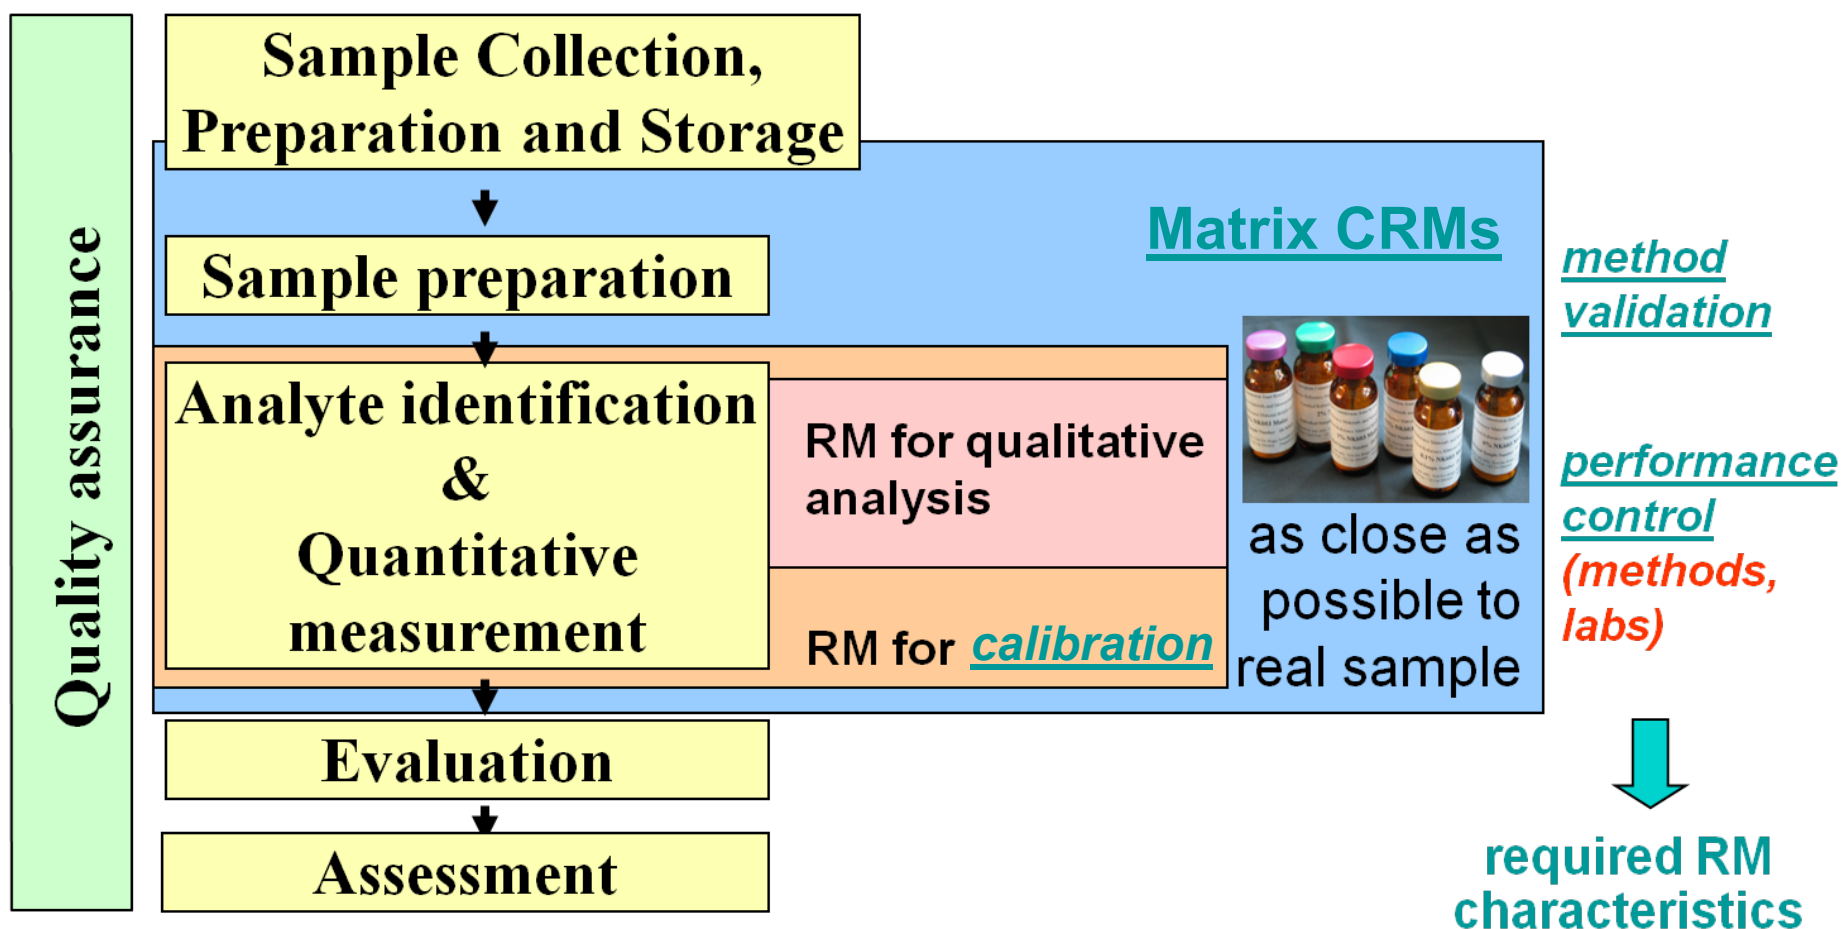 Quality assurance
Sample Collection,
Preparation and Storage
Sample preparation
Analyte identification
&
Quantitative
measurement
Evaluation
Assessment
RM for qualitative
analysis
RM for calibration
Matrix CRMs
as close as
possible to
real sample
method
validation
performance
control
(methods,
labs)
required RM
characteristics